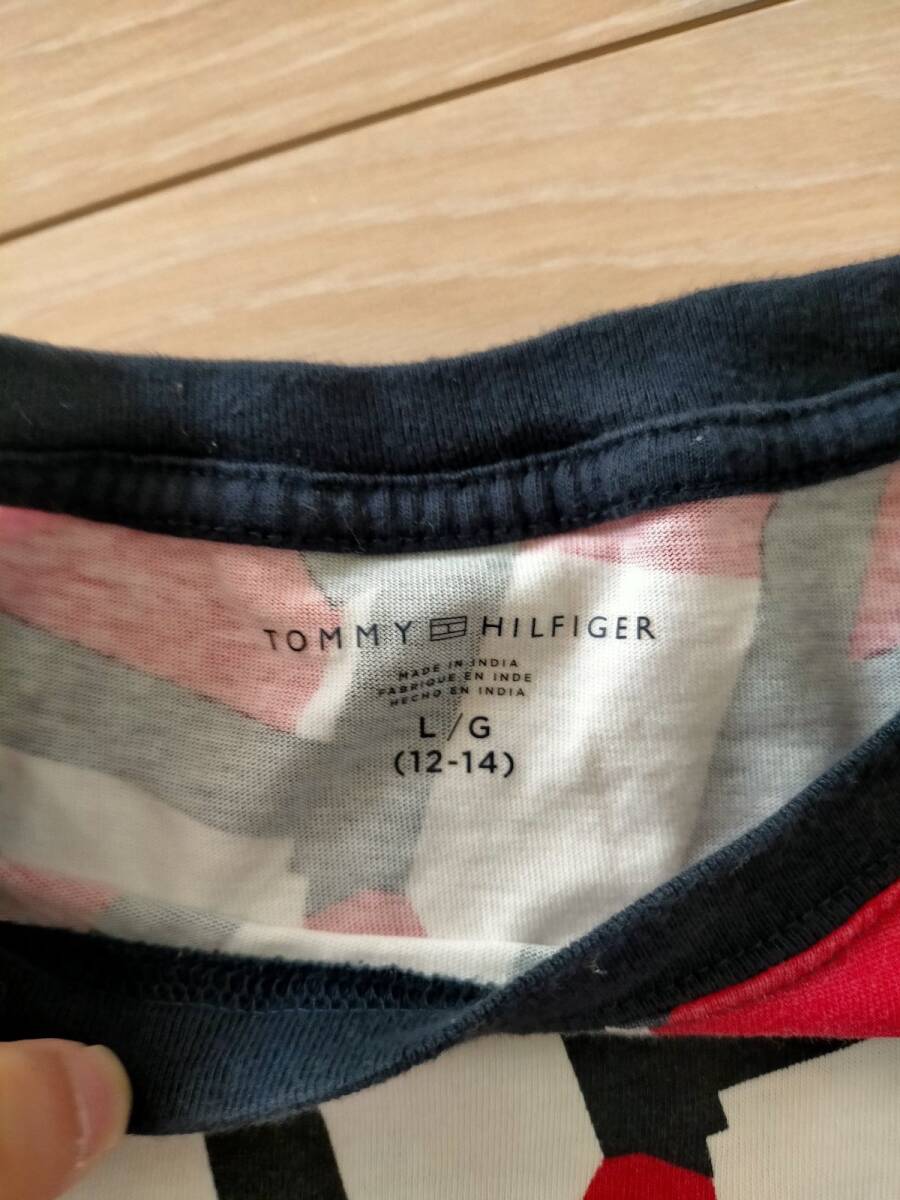 TOMMY HILFIGER
MADE IN INDIA
FABRIQUE EN INDE
HECHO EN INDIA
L/G
(12-14)